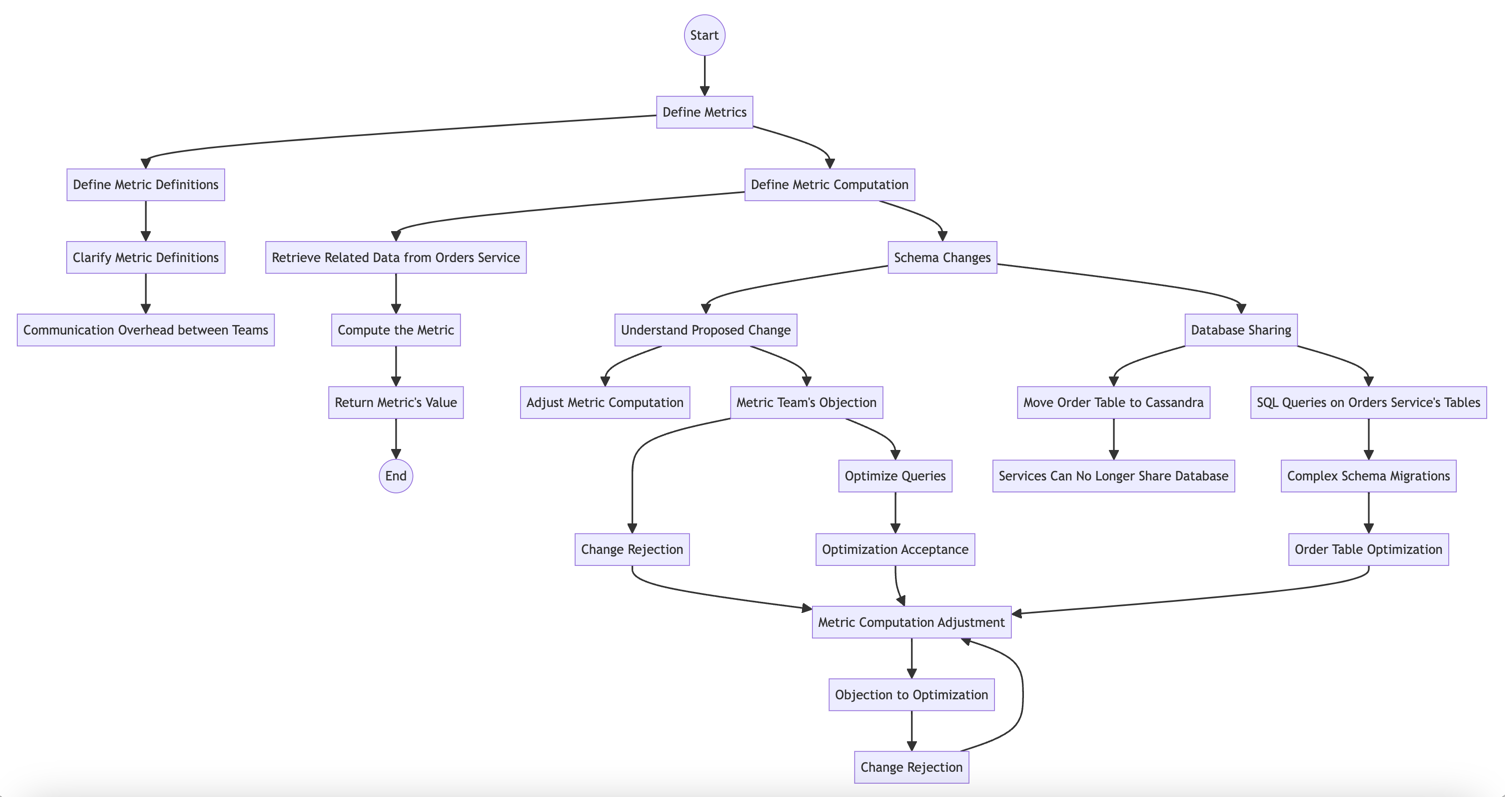 Start
Define Metrics
Define Metric Definitions
Define Metric Computation
Clarify Metric Definitions
Retrieve Related Data from Orders Service
Schema Changes
Communication Overhead between Teams
Compute the Metric
Understand Proposed Change
Database Sharing
Return Metric's Value
Adjust Metric Computation
Metric Team's Objection
Move Order Table to Cassandra
SQL Queries on Orders Service's Tables
End
Optimize Queries
Services Can No Longer Share Database
Complex Schema Migrations
Change Rejection
Optimization Acceptance
Order Table Optimization
Metric Computation Adjustment
Objection to Optimization
Change Rejection